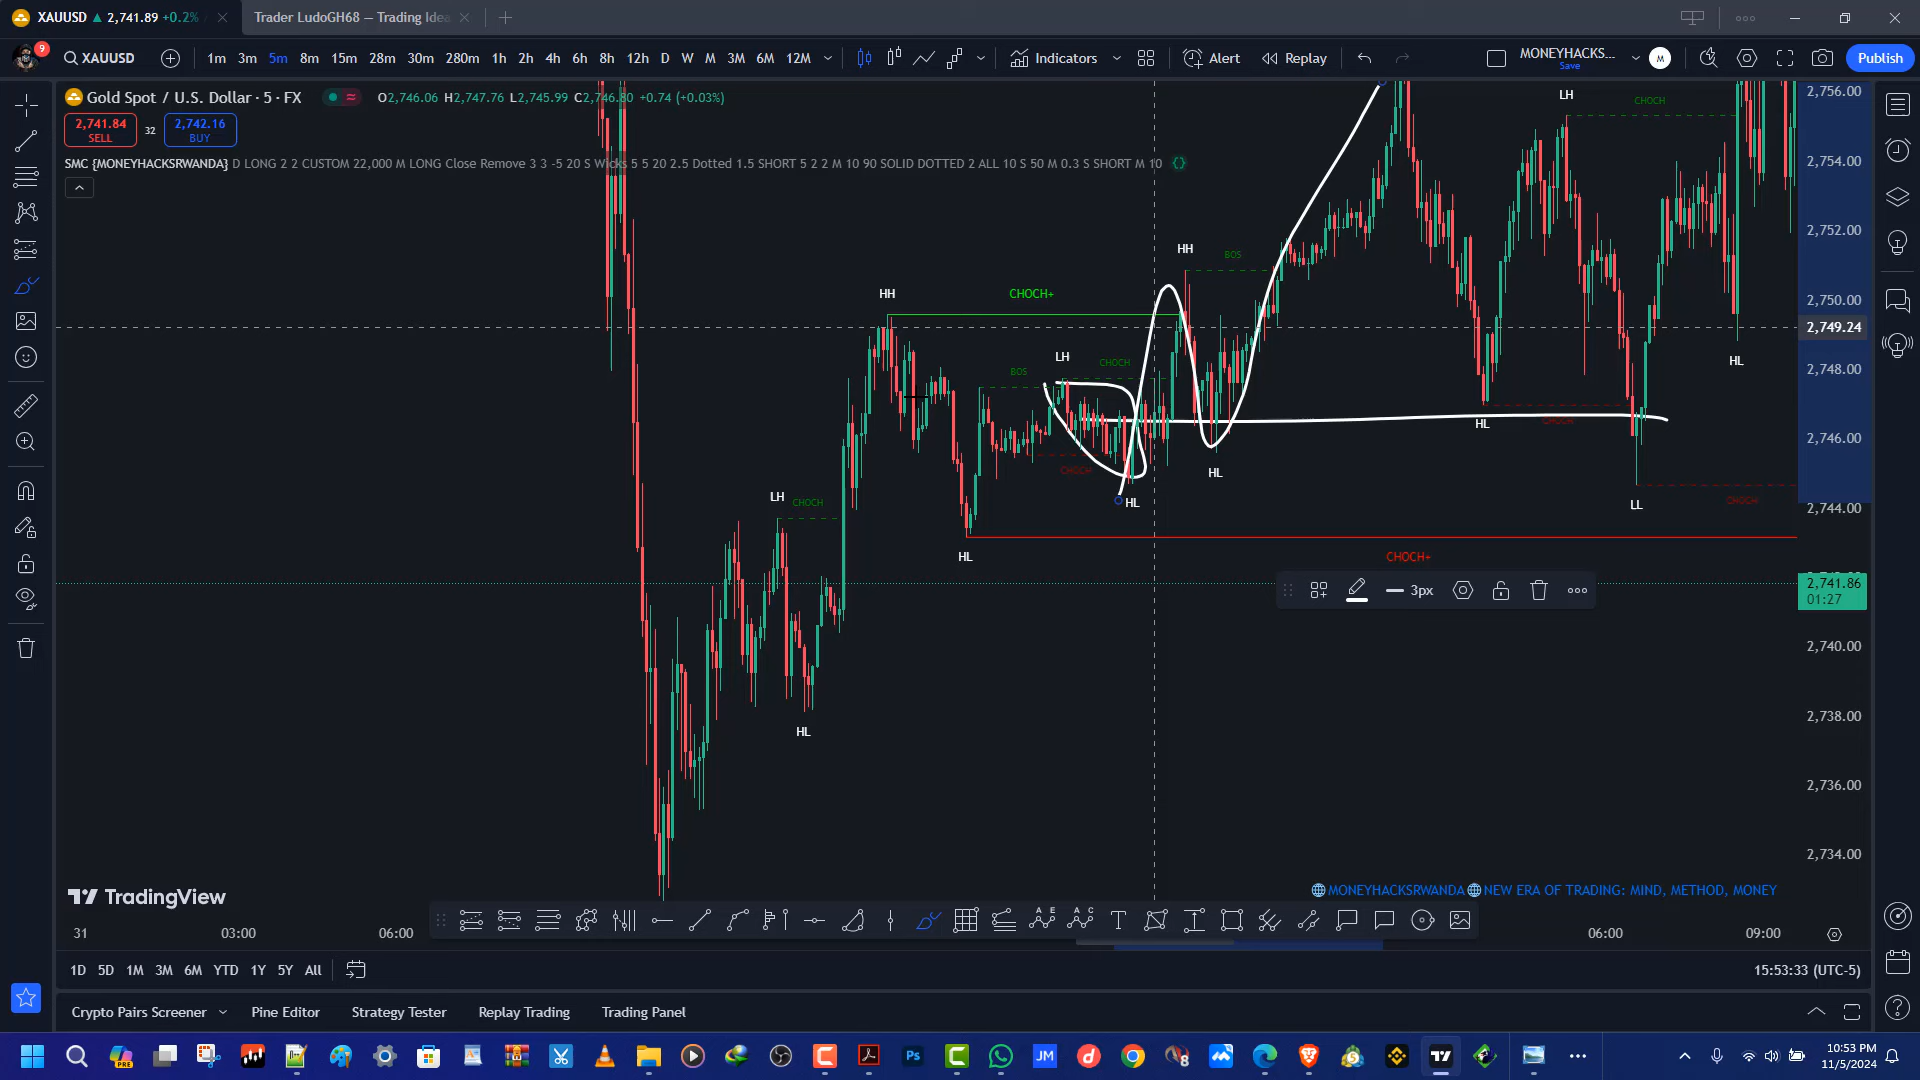 XAUUSD ▲ 2,741.89 +0.2%
Trader LudoGH68 — Trading Idea
9
XAUUSD
1m 3m 5m 8m 15m 28m 30m 280m 1h 2h 4h 6h 8h 12h D W M 3M 6M 12M
Indicators
Alert
Replay
MONEYHACKS...
Save
M
Publish
Gold Spot / U.S. Dollar · 5 · FX
O2,746.06 H2,747.76 L2,745.99 C2,746.80 +0.74 (+0.03%)
2,741.84
SELL
32
2,742.16
BUY
SMC {MONEYHACKSRWANDA} D LONG 2 2 CUSTOM 22,000 M LONG Close Remove 3 3 -5 20 S Wicks 5 5 20 2.5 Dotted 1.5 SHORT 5 2 2 M 10 90 SOLID DOTTED 2 ALL 10 S 50 M 0.3 S SHORT M 10
2,756.00
2,754.00
2,752.00
2,750.00
2,749.24
2,748.00
2,746.00
2,744.00
2,741.86
01:27
2,740.00
2,738.00
2,736.00
2,734.00
LH
CHOCH
HH
BOS
HH
CHOCH+
LH
CHOCH
BOS
HL
HL
CHOCH
CHOCH
HL
HL
LH
CHOCH
HL
LL
CHOCH
HL
CHOCH+
HL
3px
TradingView
MONEYHACKSRWANDA
NEW ERA OF TRADING: MIND, METHOD, MONEY
31
03:00
06:00
06:00
09:00
1D 5D 1M 3M 6M YTD 1Y 5Y All
15:53:33 (UTC-5)
Crypto Pairs Screener
Pine Editor
Strategy Tester
Replay Trading
Trading Panel
PRE
Ps
JM
8
10:53 PM
11/5/2024